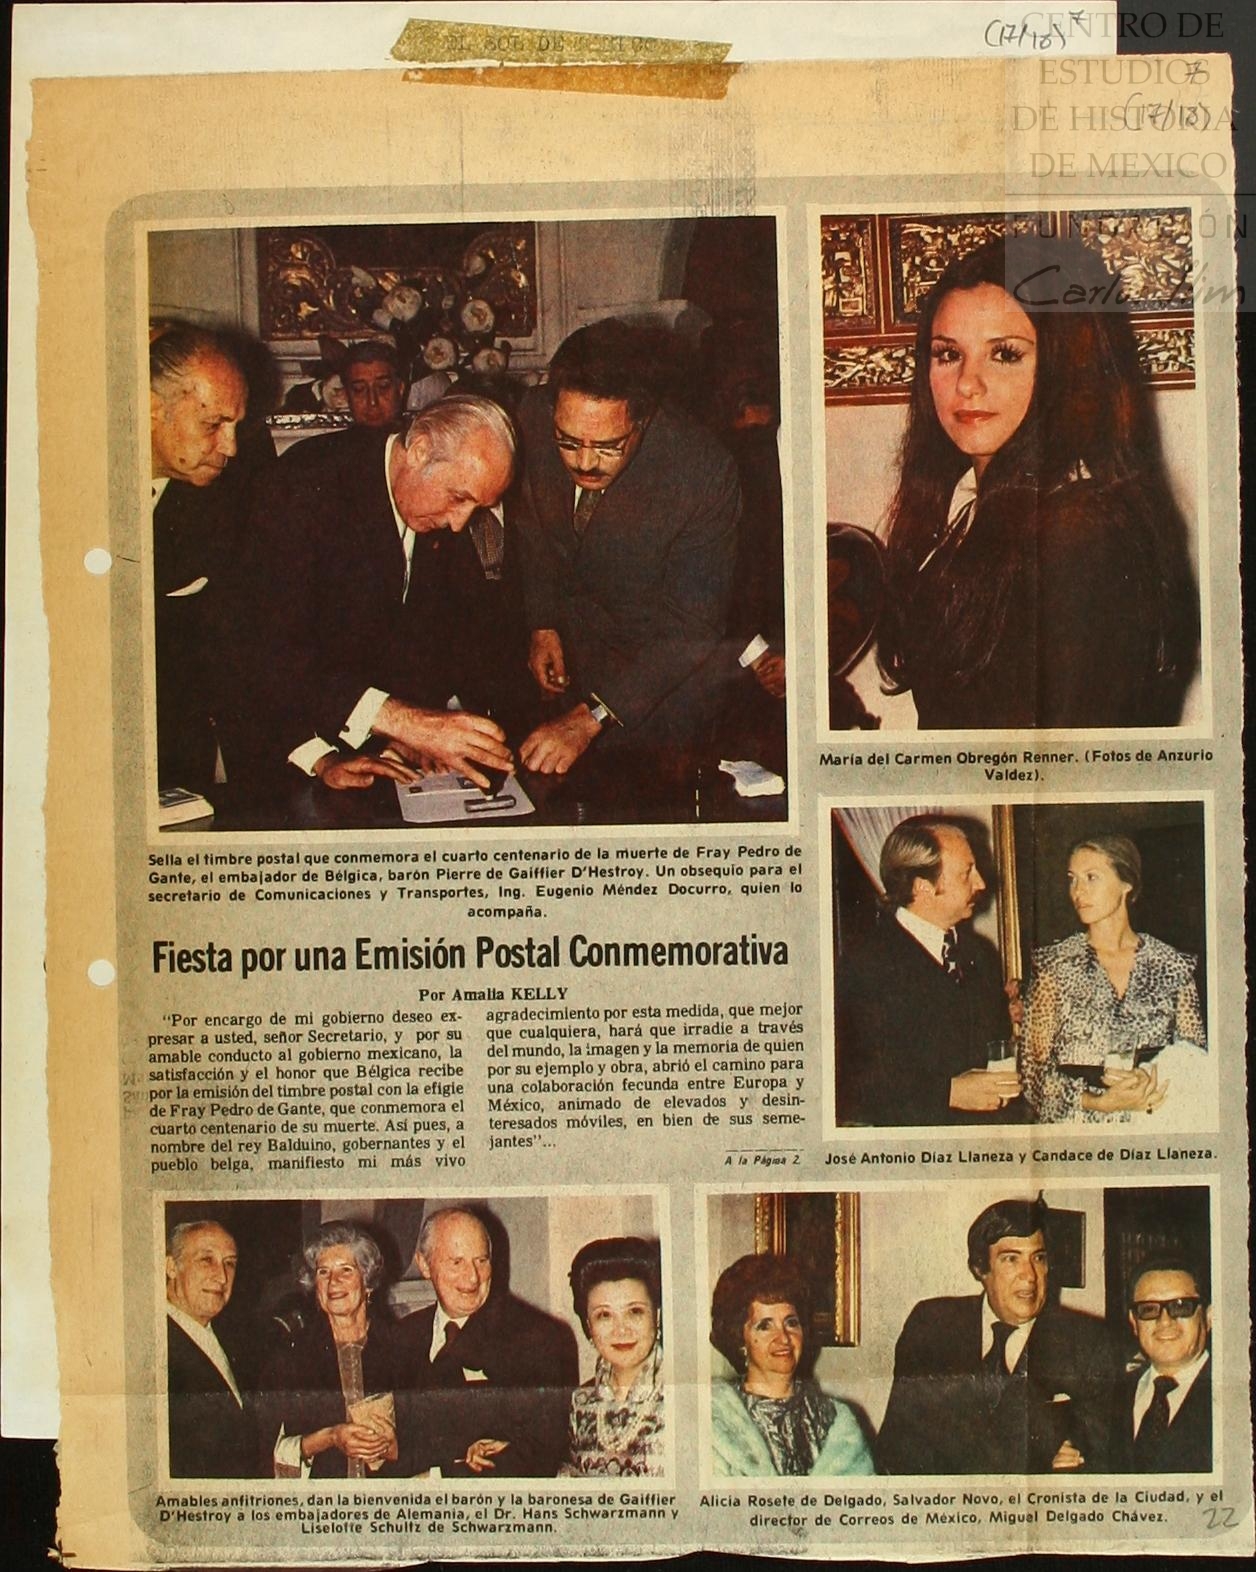 EL SOL DE MEXICO
(17/18) 7
7
(17/18)
CENTRO DE
ESTUDIOS
DE HISTORIA
DE MEXICO
FUNDACIÓN
Carlos Slim
María del Carmen Obregón Renner. (Fotos de Anzurio
Valdez).
Sella el timbre postal que conmemora el cuarto centenario de la muerte de Fray Pedro de
Gante, el embajador de Bélgica, barón Pierre de Gaiffier D'Hestroy. Un obsequio para el
secretario de Comunicaciones y Transportes, Ing. Eugenio Méndez Docurro, quien lo
acompaña.
Fiesta por una Emisión Postal Conmemorativa
Por Amalia KELLY
"Por encargo de mi gobierno deseo ex-
presar a usted, señor Secretario, y por su
amable conducto al gobierno mexicano, la
satisfacción y el honor que Bélgica recibe
por la emisión del timbre postal con la efigie
de Fray Pedro de Gante, que conmemora el
cuarto centenario de su muerte. Así pues, a
nombre del rey Balduino, gobernantes y el
pueblo belga, manifiesto mi más vivo
agradecimiento por esta medida, que mejor
que cualquiera, hará que irradie a través
del mundo, la imagen y la memoria de quien
por su ejemplo y obra, abrió el camino para
una colaboración fecunda entre Europa y
México, animado de elevados y desin-
teresados móviles, en bien de sus seme-
jantes"...
A la Página 2.
José Antonio Díaz Llaneza y Candace de Díaz Llaneza.
Amables anfitriones, dan la bienvenida el barón y la baronesa de Gaiffier
D'Hestroy a los embajadores de Alemania, el Dr. Hans Schwarzmann y
Liselotte Schultz de Schwarzmann.
Alicia Rosete de Delgado, Salvador Novo, el Cronista de la Ciudad, y el
director de Correos de México, Miguel Delgado Chávez.
22